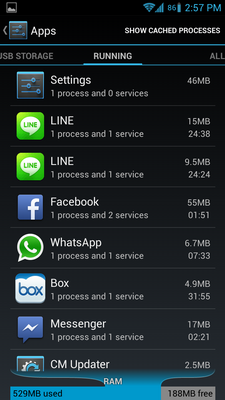 86 2:57 PM
Apps SHOW CACHED PROCESSES
USB STORAGE RUNNING ALL
Settings 46MB
1 process and 0 services
LINE LINE 15MB
1 process and 1 service 24:38
LINE LINE 9.5MB
1 process and 1 service 24:24
Facebook 55MB
1 process and 2 services 01:51
WhatsApp 6.7MB
1 process and 1 service 07:33
box Box 4.9MB
1 process and 1 service 31:55
Messenger 17MB
1 process and 1 service 02:21
CM Updater 2.5MB
RAM
529MB used 188MB free